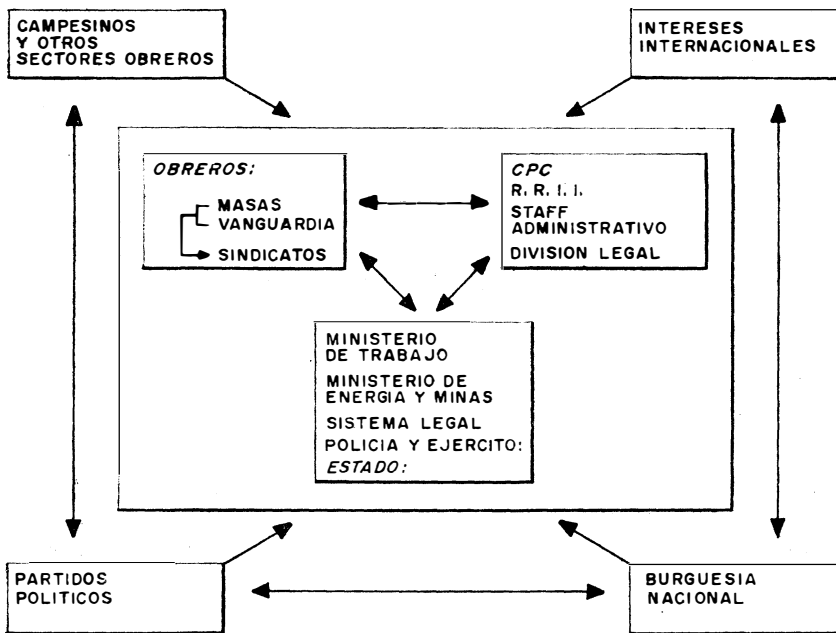 CAMPESINOS
Y OTROS
SECTORES OBREROS
INTERESES
INTERNACIONALES
OBREROS:
MASAS
VANGUARDIA
SINDICATOS
CPC
R. R. I. I.
STAFF
ADMINISTRATIVO
DIVISION LEGAL
MINISTERIO
DE TRABAJO
MINISTERIO DE
ENERGIA Y MINAS
SISTEMA LEGAL
POLICIA Y EJERCITO:
ESTADO:
PARTIDOS
POLITICOS
BURGUESIA
NACIONAL